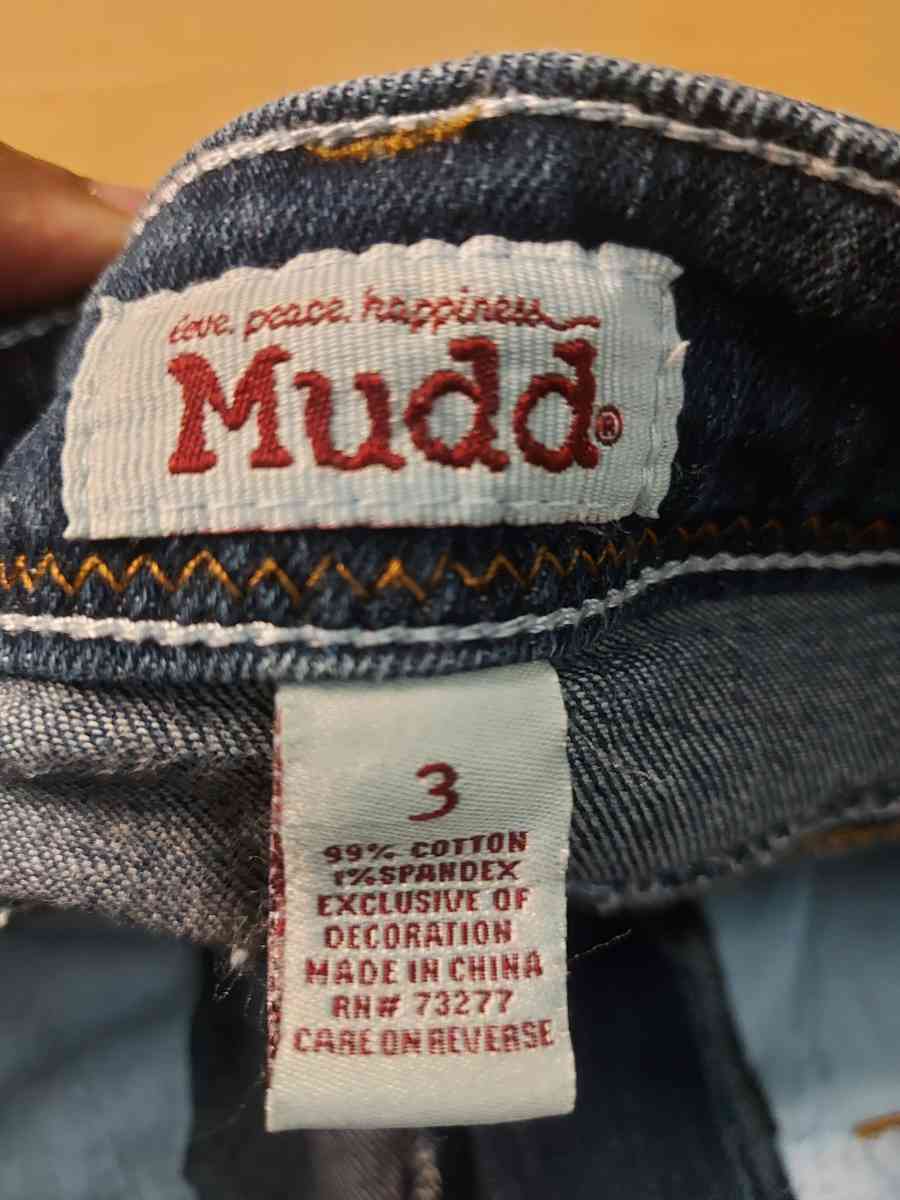 love. peace. happiness
Mudd®
3
99% COTTON
1% SPANDEX
EXCLUSIVE OF
DECORATION
MADE IN CHINA
RN# 73277
CARE ON REVERSE